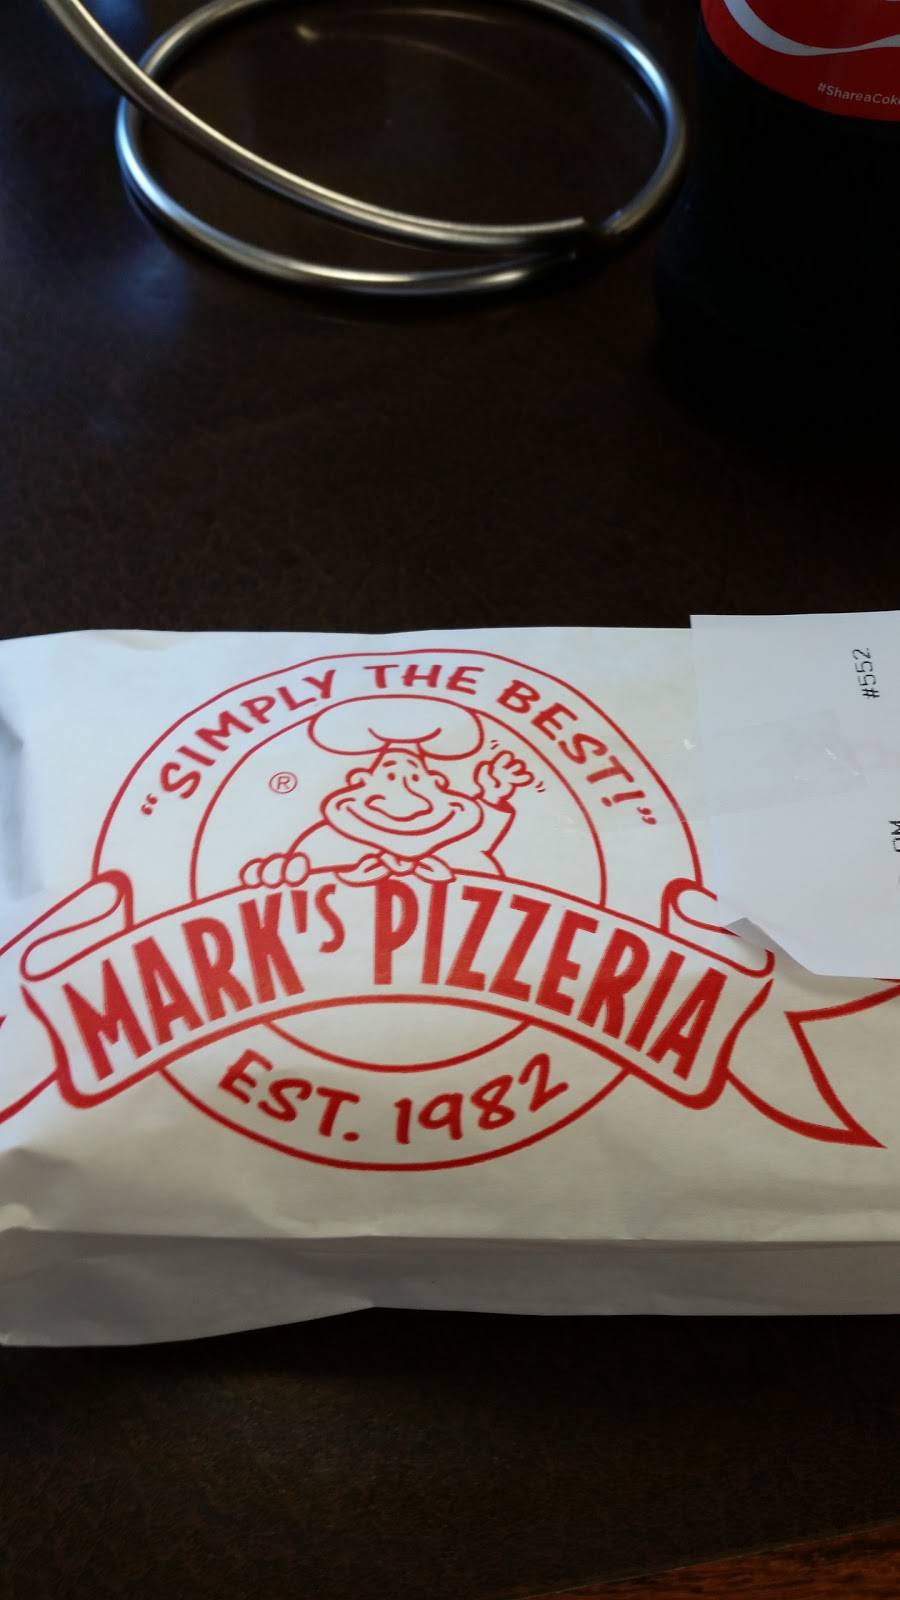 #ShareaCoke
#552
"SIMPLY THE BEST!"
®
MARK'S PIZZERIA
EST. 1982